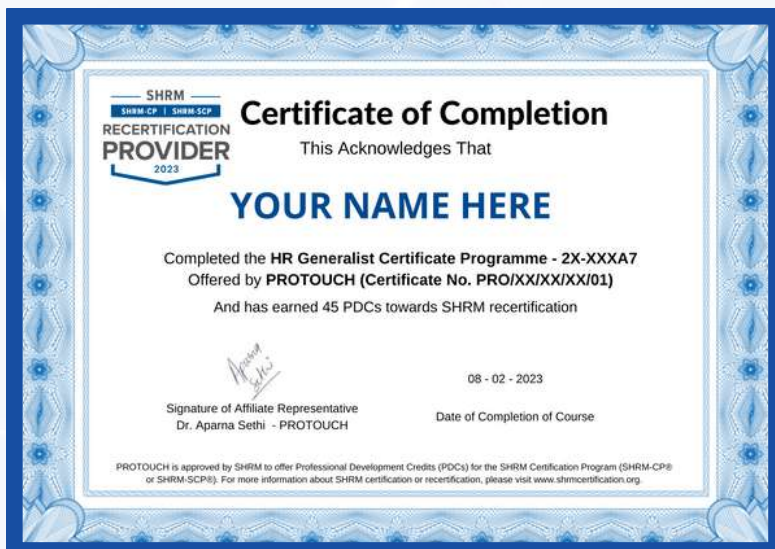 SHRM
SHRM-CP | SHRM-SCP
RECERTIFICATION
PROVIDER
2023
Certificate of Completion
This Acknowledges That
YOUR NAME HERE
Completed the HR Generalist Certificate Programme - 2X-XXXA7
Offered by PROTOUCH (Certificate No. PRO/XX/XX/XX/01)
And has earned 45 PDCs towards SHRM recertification
Aparna
Sethi
08 - 02 - 2023
Signature of Affiliate Representative
Dr. Aparna Sethi - PROTOUCH
Date of Completion of Course
PROTOUCH is approved by SHRM to offer Professional Development Credits (PDCs) for the SHRM Certification Program (SHRM-CP®
or SHRM-SCP®). For more information about SHRM certification or recertification, please visit www.shrmcertification.org.